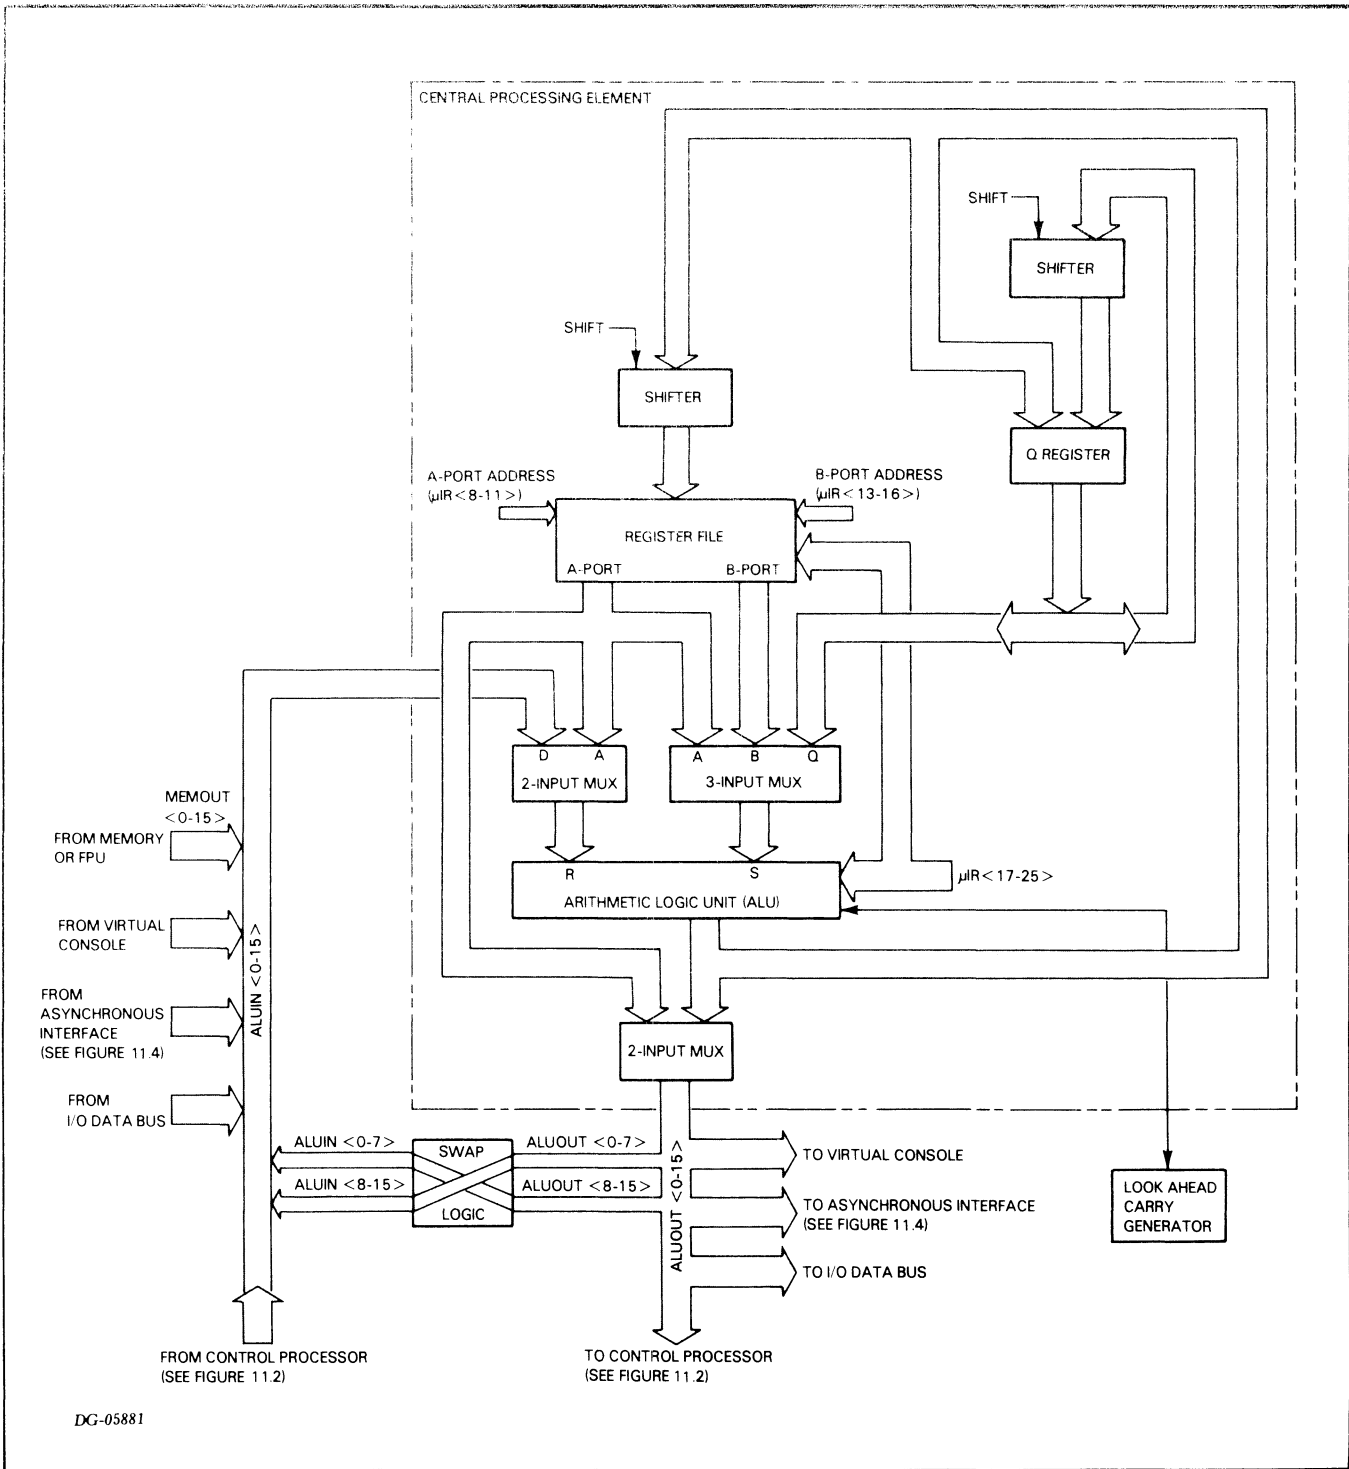 CENTRAL PROCESSING ELEMENT
SHIFT
SHIFTER
SHIFT
SHIFTER
Q REGISTER
A-PORT ADDRESS
(μIR<8-11>)
B-PORT ADDRESS
(μIR<13-16>)
REGISTER FILE
A-PORT
B-PORT
D
A
2-INPUT MUX
A
B
Q
3-INPUT MUX
MEMOUT
<0-15>
FROM MEMORY
OR FPU
R
S
ARITHMETIC LOGIC UNIT (ALU)
μIR<17-25>
FROM VIRTUAL
CONSOLE
ALUIN <0-15>
FROM
ASYNCHRONOUS
INTERFACE
(SEE FIGURE 11.4)
2-INPUT MUX
FROM
I/O DATA BUS
ALUIN <0-7>
SWAP
ALUOUT <0-7>
ALUIN <8-15>
ALUOUT <8-15>
LOGIC
ALUOUT <0-15>
TO VIRTUAL CONSOLE
TO ASYNCHRONOUS INTERFACE
(SEE FIGURE 11.4)
TO I/O DATA BUS
LOOK AHEAD
CARRY
GENERATOR
FROM CONTROL PROCESSOR
(SEE FIGURE 11.2)
TO CONTROL PROCESSOR
(SEE FIGURE 11.2)
DG-05881